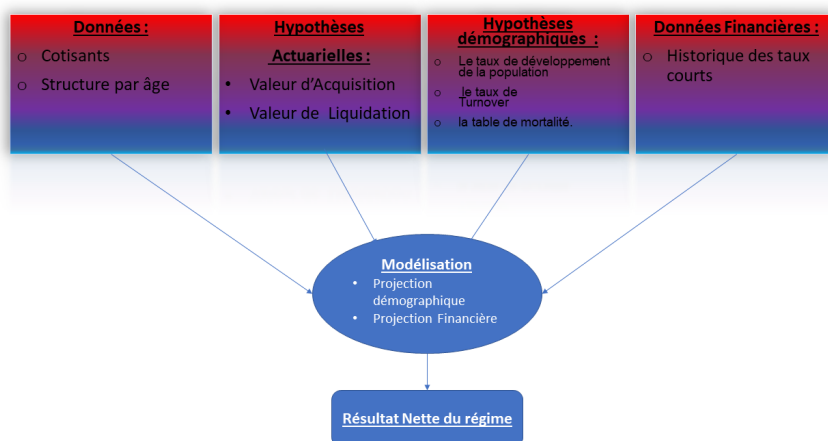 Données :
o Cotisants
o Structure par âge
Hypothèses
Actuarielles :
• Valeur d’Acquisition
• Valeur de Liquidation
Hypothèses
démographiques :
o Le taux de développement
de la population
o le taux de
Turnover
o la table de mortalité.
Données Financières :
o Historique des taux
courts
Modélisation
• Projection
démographique
• Projection Financière
Résultat Nette du régime